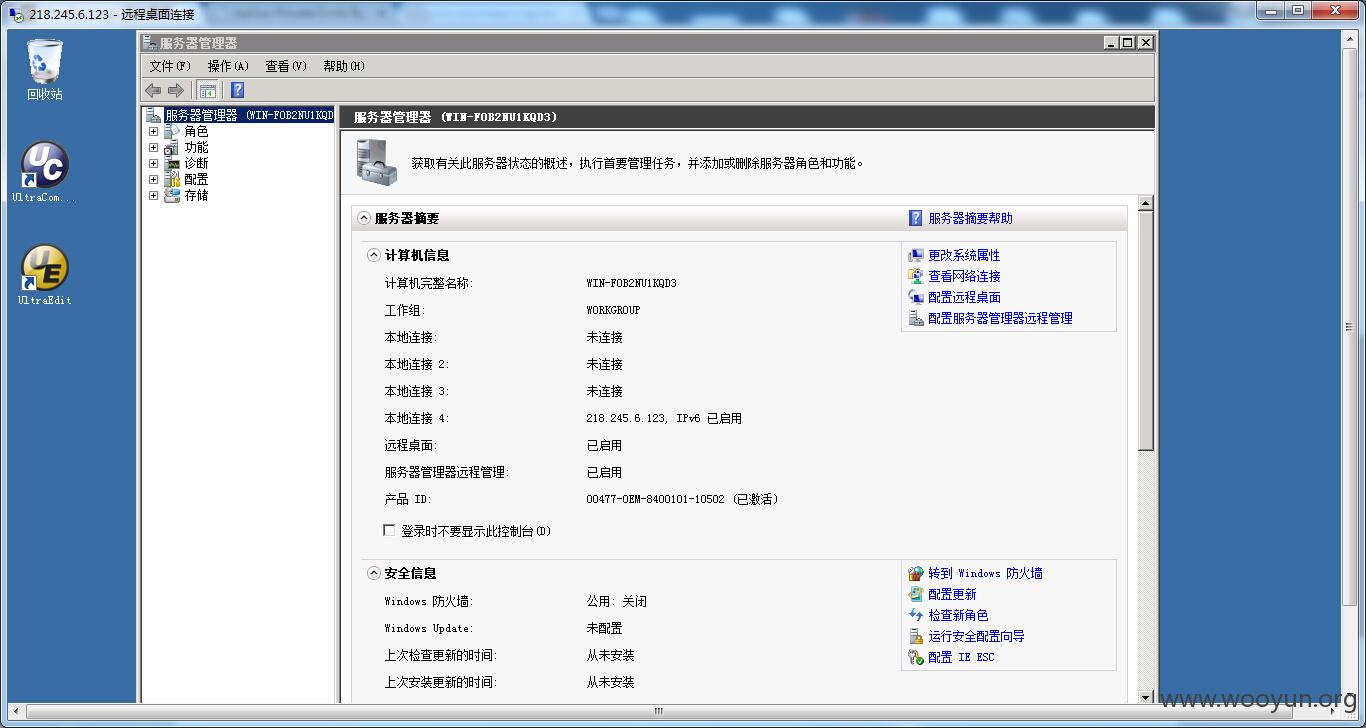 218.245.6.123 - 远程桌面连接
回收站
UltraCom...
UltraEdit
服务器管理器
文件(F) 操作(A) 查看(V) 帮助(H)
服务器管理器 (WIN-FOB2NU1KQD
角色
功能
诊断
配置
存储
服务器管理器 (WIN-FOB2NU1KQD3)
获取有关此服务器状态的概述，执行首要管理任务，并添加或删除服务器角色和功能。
服务器摘要
服务器摘要帮助
计算机信息
计算机完整名称: WIN-FOB2NU1KQD3
工作组: WORKGROUP
本地连接: 未连接
本地连接 2: 未连接
本地连接 3: 未连接
本地连接 4: 218.245.6.123, IPv6 已启用
远程桌面: 已启用
服务器管理器远程管理: 已启用
产品 ID: 00477-OEM-8400101-10502 (已激活)
登录时不要显示此控制台(D)
更改系统属性
查看网络连接
配置远程桌面
配置服务器管理器远程管理
安全信息
Windows 防火墙: 公用: 关闭
Windows Update: 未配置
上次检查更新的时间: 从未安装
上次安装更新的时间: 从未安装
转到 Windows 防火墙
配置更新
检查新角色
运行安全配置向导
配置 IE ESC
www.wooyun.org